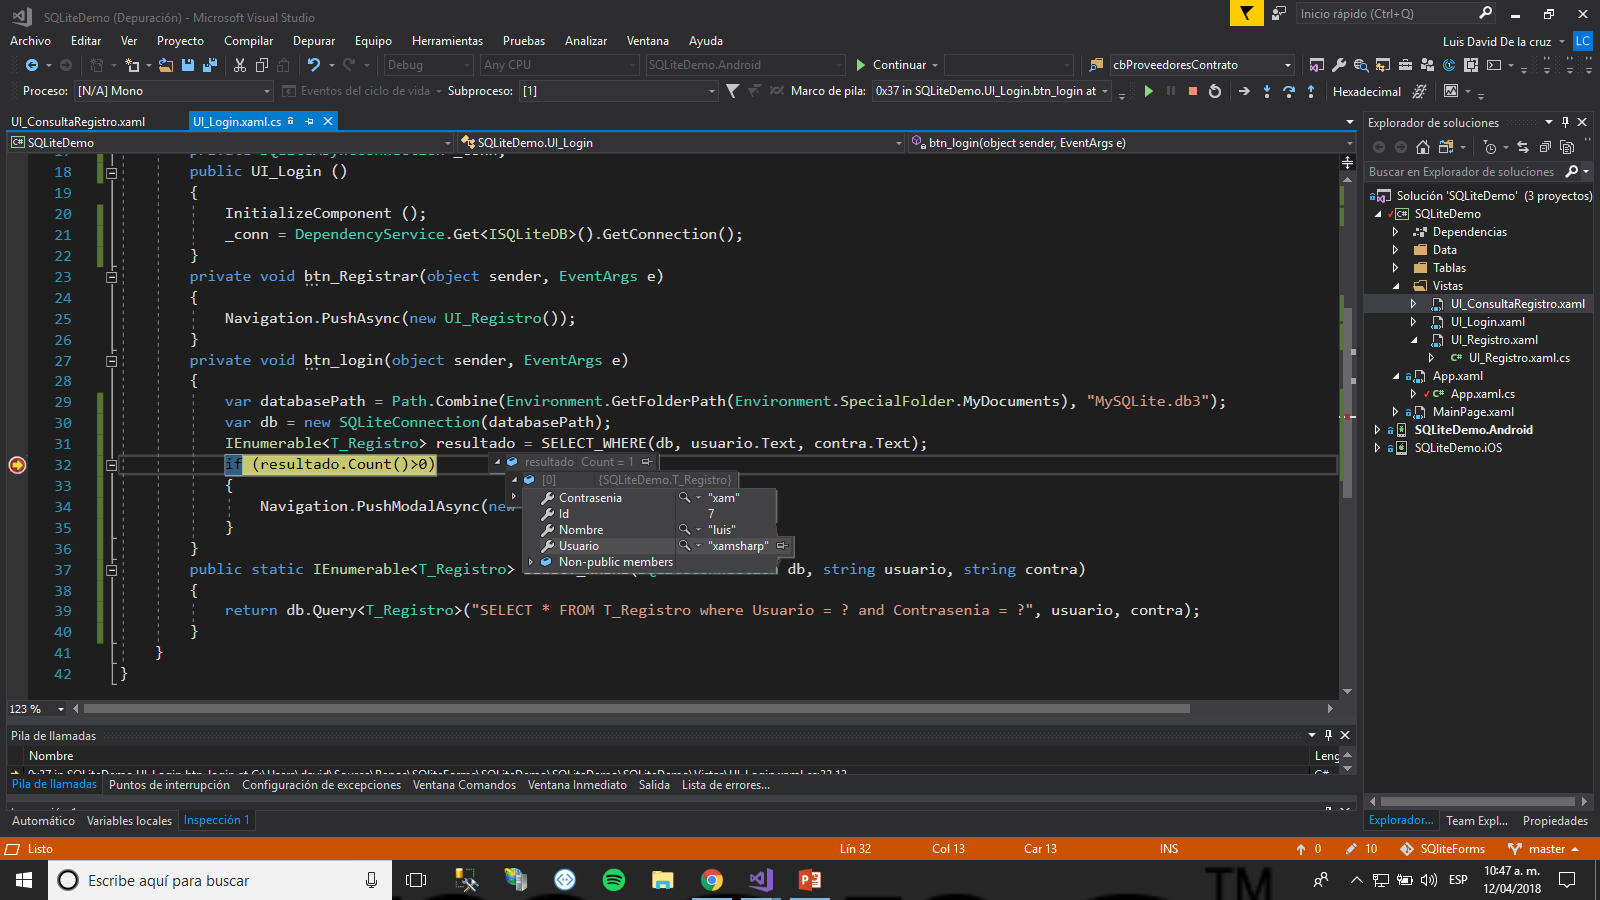 SQLiteDemo (Depuración) - Microsoft Visual Studio
Inicio rápido (Ctrl+Q)
Archivo Editar Ver Proyecto Compilar Depurar Equipo Herramientas Pruebas Analizar Ventana Ayuda
Luis David De la cruz LC
Debug Any CPU SQLiteDemo.Android Continuar cbProveedoresContrato
Proceso: [N/A] Mono Eventos del ciclo de vida Subproceso: [1] Marco de pila: 0x37 in SQLiteDemo.UI_Login.btn_login at Hexadecimal
UI_ConsultaRegistro.xaml UI_Login.xaml.cs
SQLiteDemo SQLiteDemo.UI_Login btn_login(object sender, EventArgs e)
18 public UI_Login ()
19 {
20 InitializeComponent ();
21 _conn = DependencyService.Get<ISQLiteDB>().GetConnection();
22 }
23 private void btn_Registrar(object sender, EventArgs e)
24 {
25 Navigation.PushAsync(new UI_Registro());
26 }
27 private void btn_login(object sender, EventArgs e)
28 {
29 var databasePath = Path.Combine(Environment.GetFolderPath(Environment.SpecialFolder.MyDocuments), "MySQLite.db3");
30 var db = new SQLiteConnection(databasePath);
31 IEnumerable<T_Registro> resultado = SELECT_WHERE(db, usuario.Text, contra.Text);
32 if (resultado.Count()>0)
resultado Count = 1
33 {
[0] {SQLiteDemo.T_Registro}
Contrasenia "xam"
34 Navigation.PushModalAsync(new
Id 7
35 }
Nombre "luis"
36 }
Usuario "xamsharp"
Non-public members
37 public static IEnumerable<T_Registro> db, string usuario, string contra)
38 {
39 return db.Query<T_Registro>("SELECT * FROM T_Registro where Usuario = ? and Contrasenia = ?", usuario, contra);
40 }
41 }
42 }
123 %
Pila de llamadas
Nombre Leng
Pila de llamadas Puntos de interrupción Configuración de excepciones Ventana Comandos Ventana Inmediato Salida Lista de errores...
Automático Variables locales Inspección 1
Explorador de soluciones
Buscar en Explorador de soluciones
Solución 'SQLiteDemo' (3 proyectos)
SQLiteDemo
Dependencias
Data
Tablas
Vistas
UI_ConsultaRegistro.xaml
UI_Login.xaml
UI_Registro.xaml
UI_Registro.xaml.cs
App.xaml
App.xaml.cs
MainPage.xaml
SQLiteDemo.Android
SQLiteDemo.iOS
Explorador... Team Expl... Propiedades
Listo Lín 32 Col 13 Car 13 INS 0 10 SQliteForms master
Escribe aquí para buscar
TM
ESP
10:47 a. m.
12/04/2018